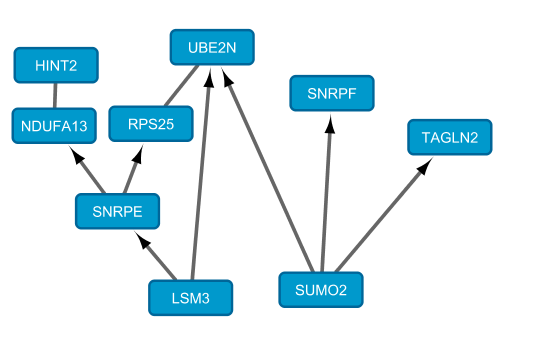 UBE2N
HINT2
SNRPF
NDUFA13
RPS25
TAGLN2
SNRPE
SUMO2
LSM3